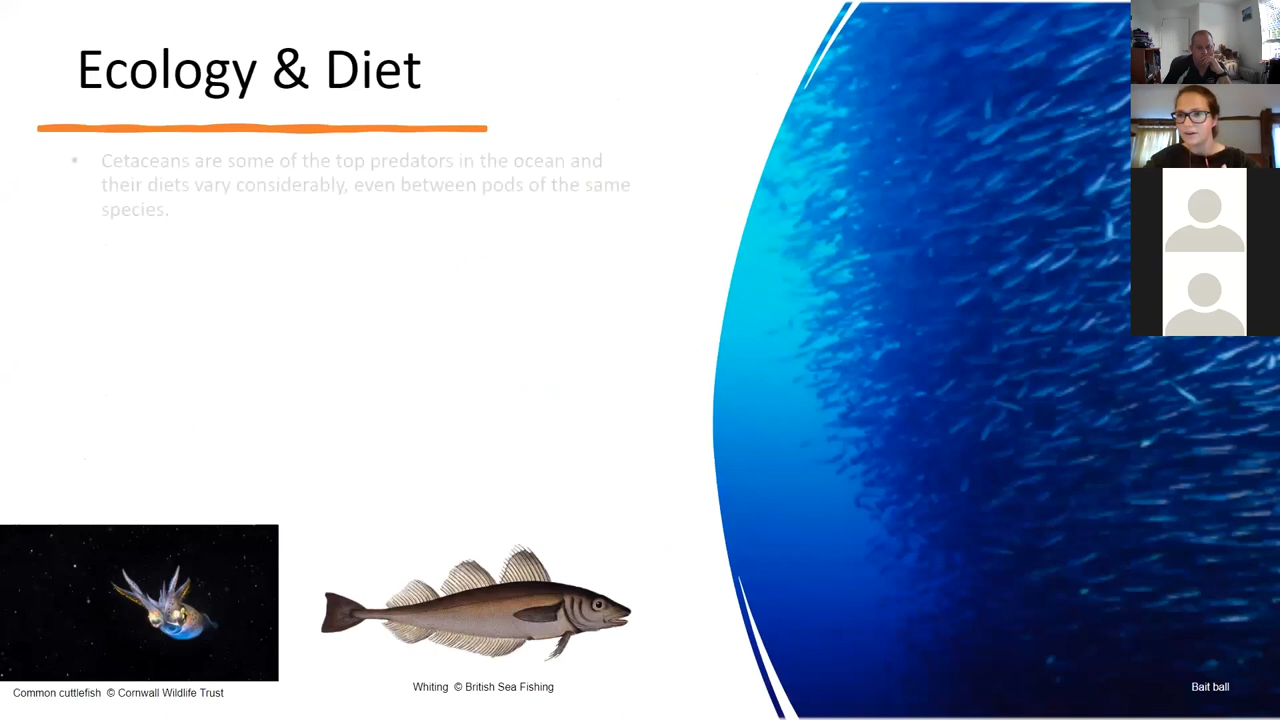 Ecology & Diet
• Cetaceans are some of the top predators in the ocean and
their diets vary considerably, even between pods of the same
species.
Common cuttlefish © Cornwall Wildlife Trust
Whiting © British Sea Fishing
Bait ball